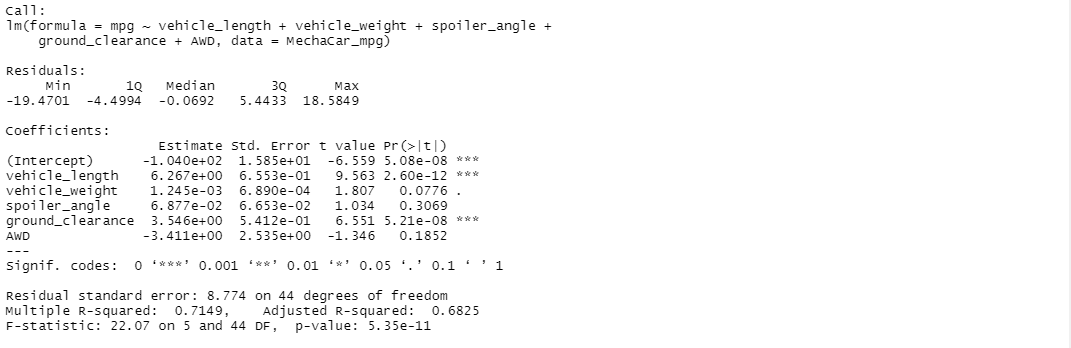 Call:
lm(formula = mpg ~ vehicle_length + vehicle_weight + spoiler_angle +
    ground_clearance + AWD, data = MechaCar_mpg)
Residuals:
     Min       1Q   Median       3Q      Max
-19.4701  -4.4994  -0.0692   5.4433  18.5849
Coefficients:
                   Estimate Std. Error t value Pr(>|t|)
(Intercept)      -1.040e+02  1.585e+01  -6.559 5.08e-08 ***
vehicle_length    6.267e+00  6.553e-01   9.563 2.60e-12 ***
vehicle_weight    1.245e-03  6.890e-04   1.807   0.0776 .
spoiler_angle     6.877e-02  6.653e-02   1.034   0.3069
ground_clearance  3.546e+00  5.412e-01   6.551 5.21e-08 ***
AWD              -3.411e+00  2.535e+00  -1.346   0.1852
---
Signif. codes:  0 ‘***’ 0.001 ‘**’ 0.01 ‘*’ 0.05 ‘.’ 0.1 ‘ ’ 1
Residual standard error: 8.774 on 44 degrees of freedom
Multiple R-squared:  0.7149,    Adjusted R-squared:  0.6825
F-statistic: 22.07 on 5 and 44 DF,  p-value: 5.35e-11